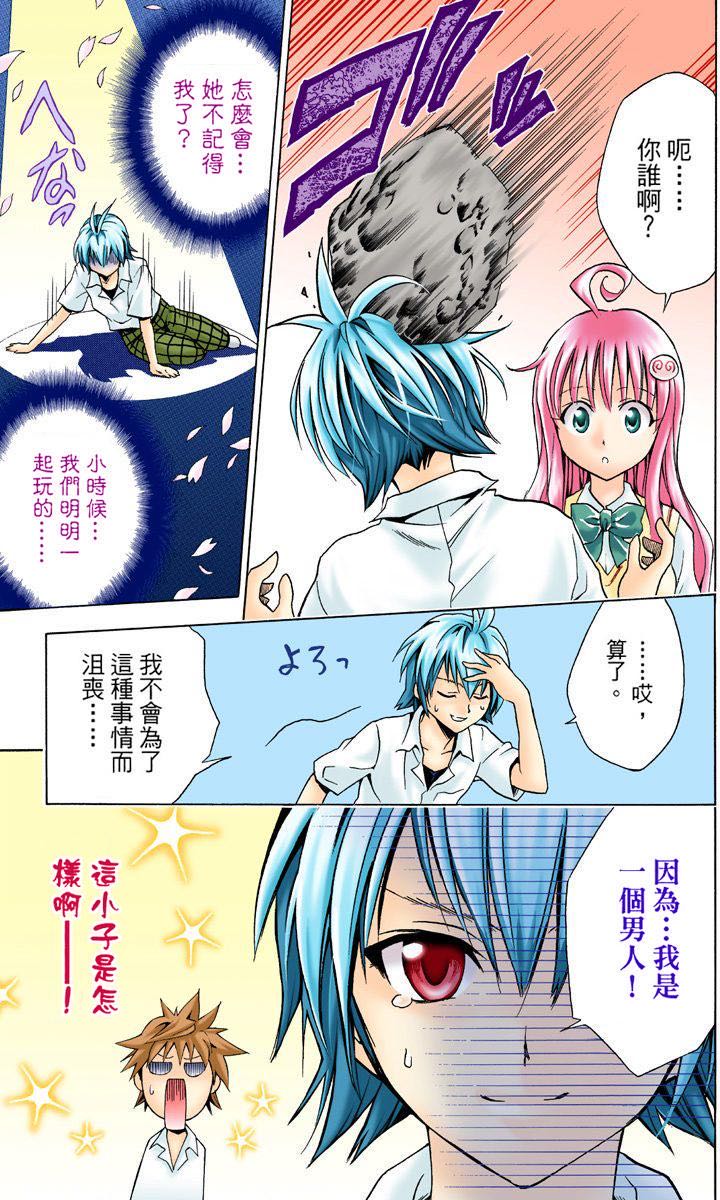 呃……
你誰啊？
ゴッッ
怎麼會…
她不記得
我了？
へなっ
小時候…
我們明明一
起玩的……
……哎，
算了。
よろっ
我不會為了
這種事情而
沮喪……
因為…我是
一個男人！
這小子是怎
樣啊——！